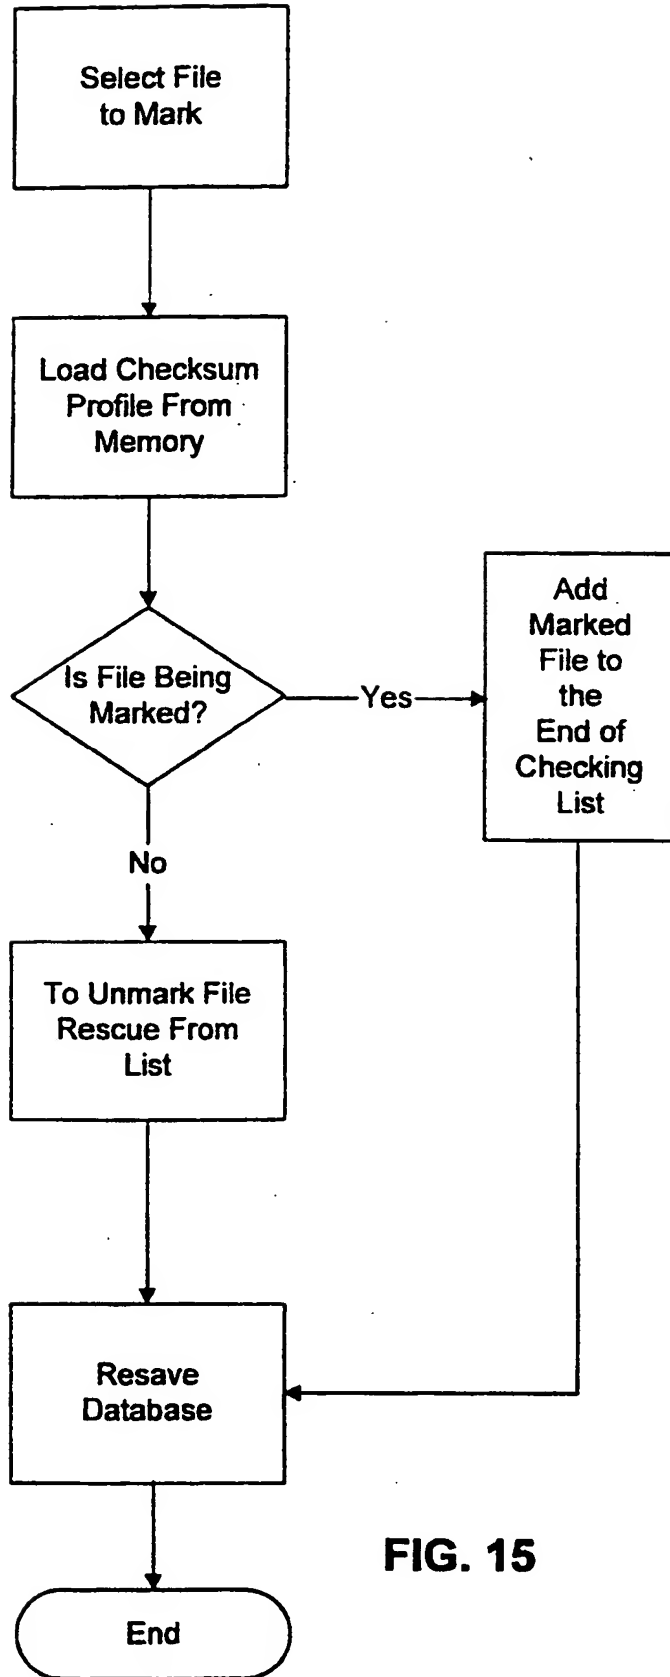 Select File
to Mark
Load Checksum
Profile From
Memory
Is File Being
Marked?
Yes
Add
Marked
File to
the
End of
Checking
List
No
To Unmark File
Rescue From
List
Resave
Database
FIG. 15
End